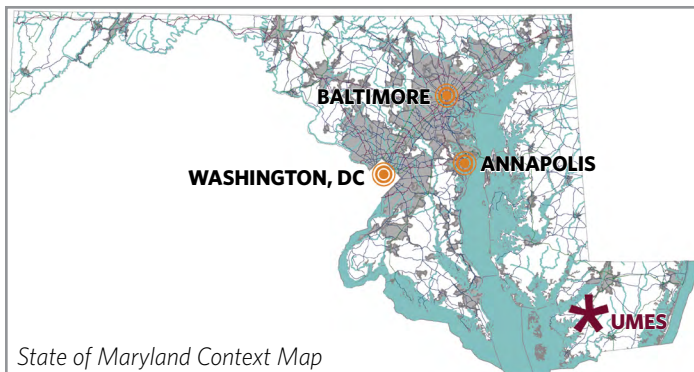 BALTIMORE
ANNAPOLIS
WASHINGTON, DC
UMES
State of Maryland Context Map